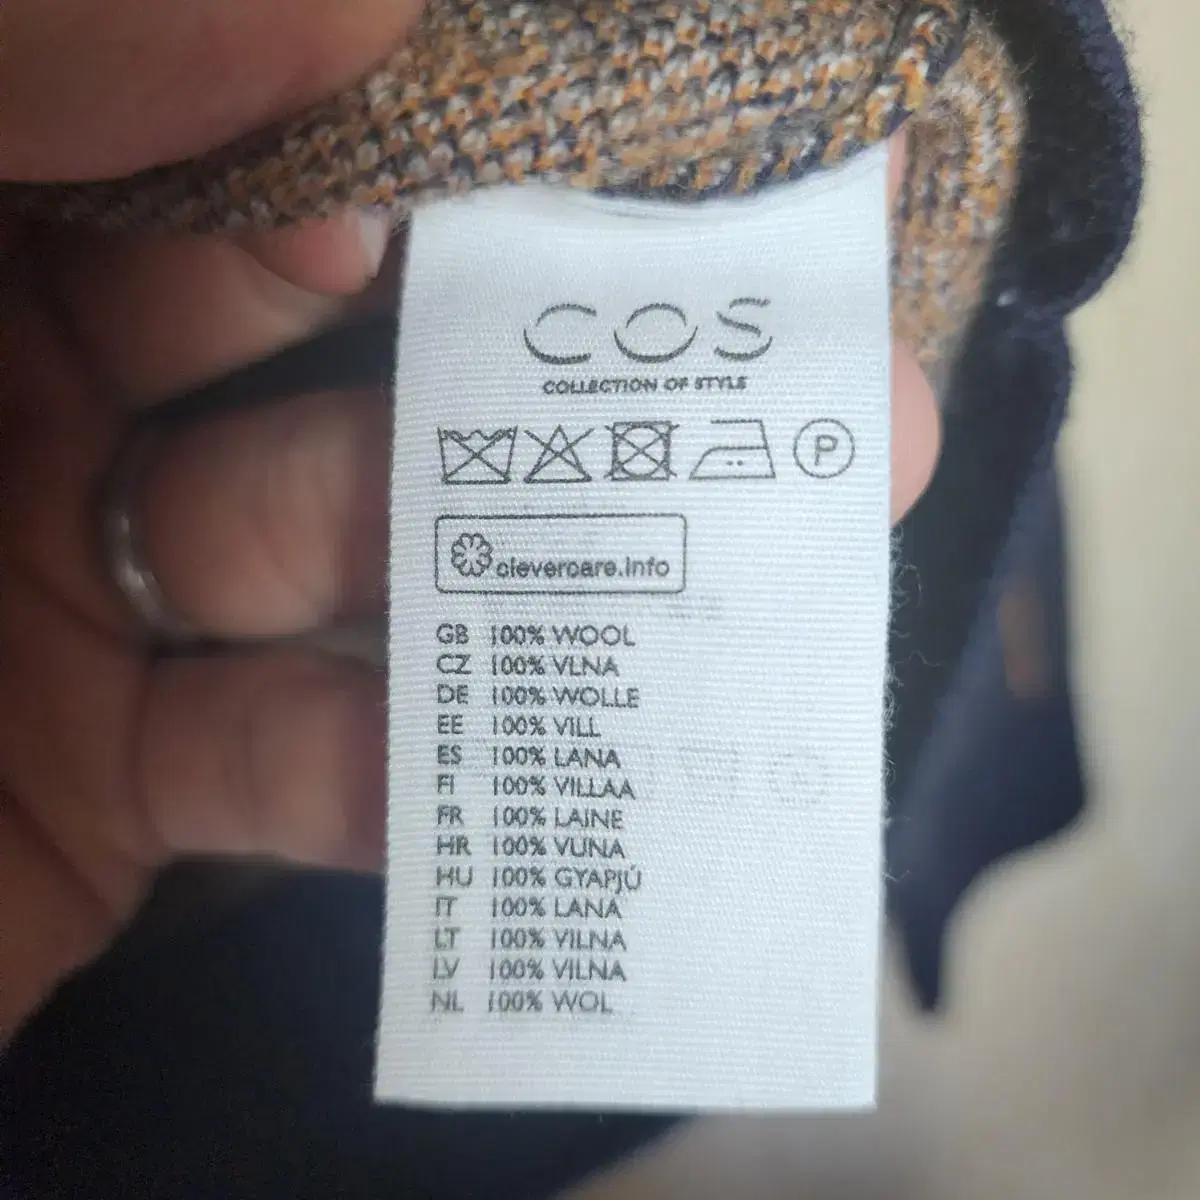 COS
COLLECTION OF STYLE
P
clevercare.info
GB 100% WOOL
CZ 100% VLNA
DE 100% WOLLE
EE 100% VILL
ES 100% LANA
FI 100% VILLAA
FR 100% LAINE
HR 100% VUNA
HU 100% GYAPJÚ
IT 100% LANA
LT 100% VILNA
LV 100% VILNA
NL 100% WOL